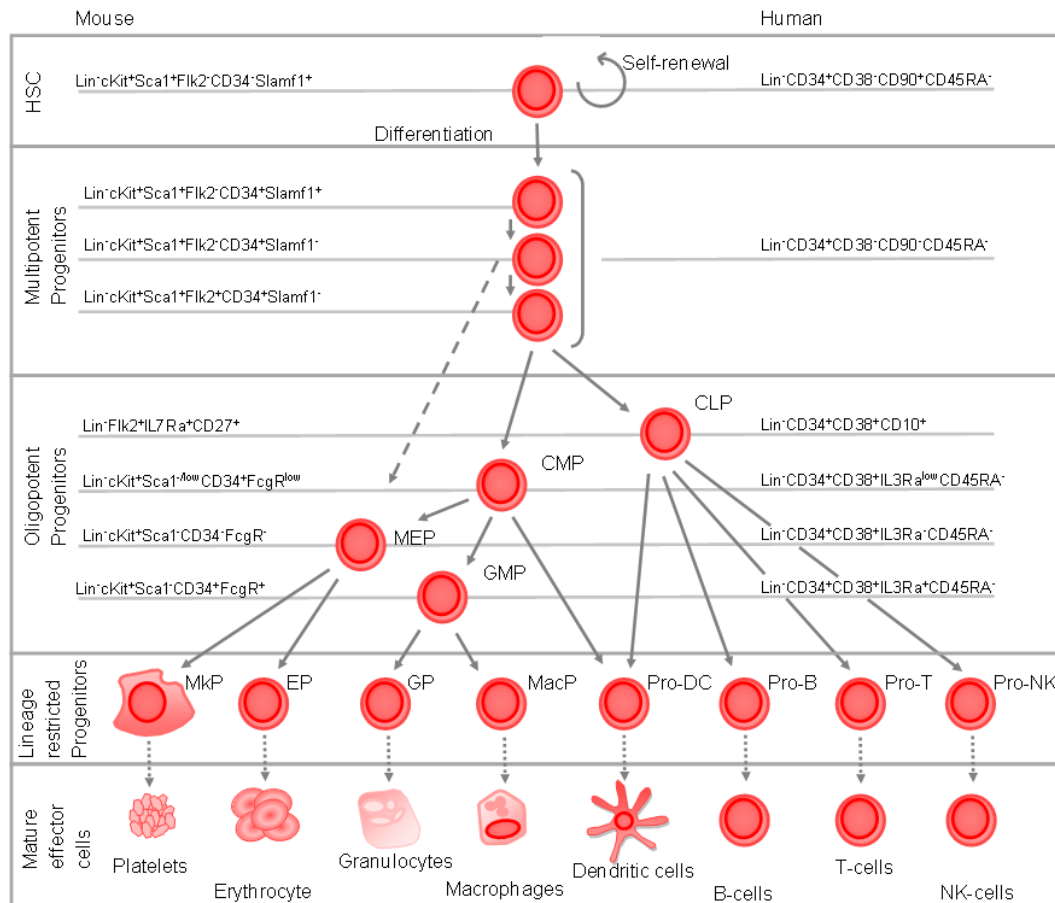 Mouse
Human
HSC
Lin⁻cKit⁺Sca1⁺Flk2⁻CD34⁻Slamf1⁺
Self-renewal
Lin⁻CD34⁺CD38⁻CD90⁺CD45RA⁻
Differentiation
Multipotent
Progenitors
Lin⁻cKit⁺Sca1⁺Flk2⁻CD34⁺Slamf1⁺
Lin⁻cKit⁺Sca1⁺Flk2⁻CD34⁺Slamf1⁻
Lin⁻CD34⁺CD38⁻CD90⁻CD45RA⁻
Lin⁻cKit⁺Sca1⁺Flk2⁺CD34⁺Slamf1⁻
Oligopotent
Progenitors
CLP
Lin⁻Flk2⁺IL7Ra⁺CD27⁺
Lin⁻CD34⁺CD38⁺CD10⁺
CMP
Lin⁻cKit⁺Sca1⁻/ˡᵒʷCD34⁺FcgRˡᵒʷ
Lin⁻CD34⁺CD38⁺IL3RaˡᵒʷCD45RA⁻
MEP
Lin⁻cKit⁺Sca1⁻CD34⁻FcgR⁻
Lin⁻CD34⁺CD38⁺IL3Ra⁻CD45RA⁻
GMP
Lin⁻cKit⁺Sca1⁻CD34⁺FcgR⁺
Lin⁻CD34⁺CD38⁺IL3Ra⁺CD45RA⁻
Lineage
restricted
Progenitors
MkP
EP
GP
MacP
Pro-DC
Pro-B
Pro-T
Pro-NK
Mature
effector
cells
Platelets
Erythrocyte
Granulocytes
Macrophages
Dendritic cells
B-cells
T-cells
NK-cells